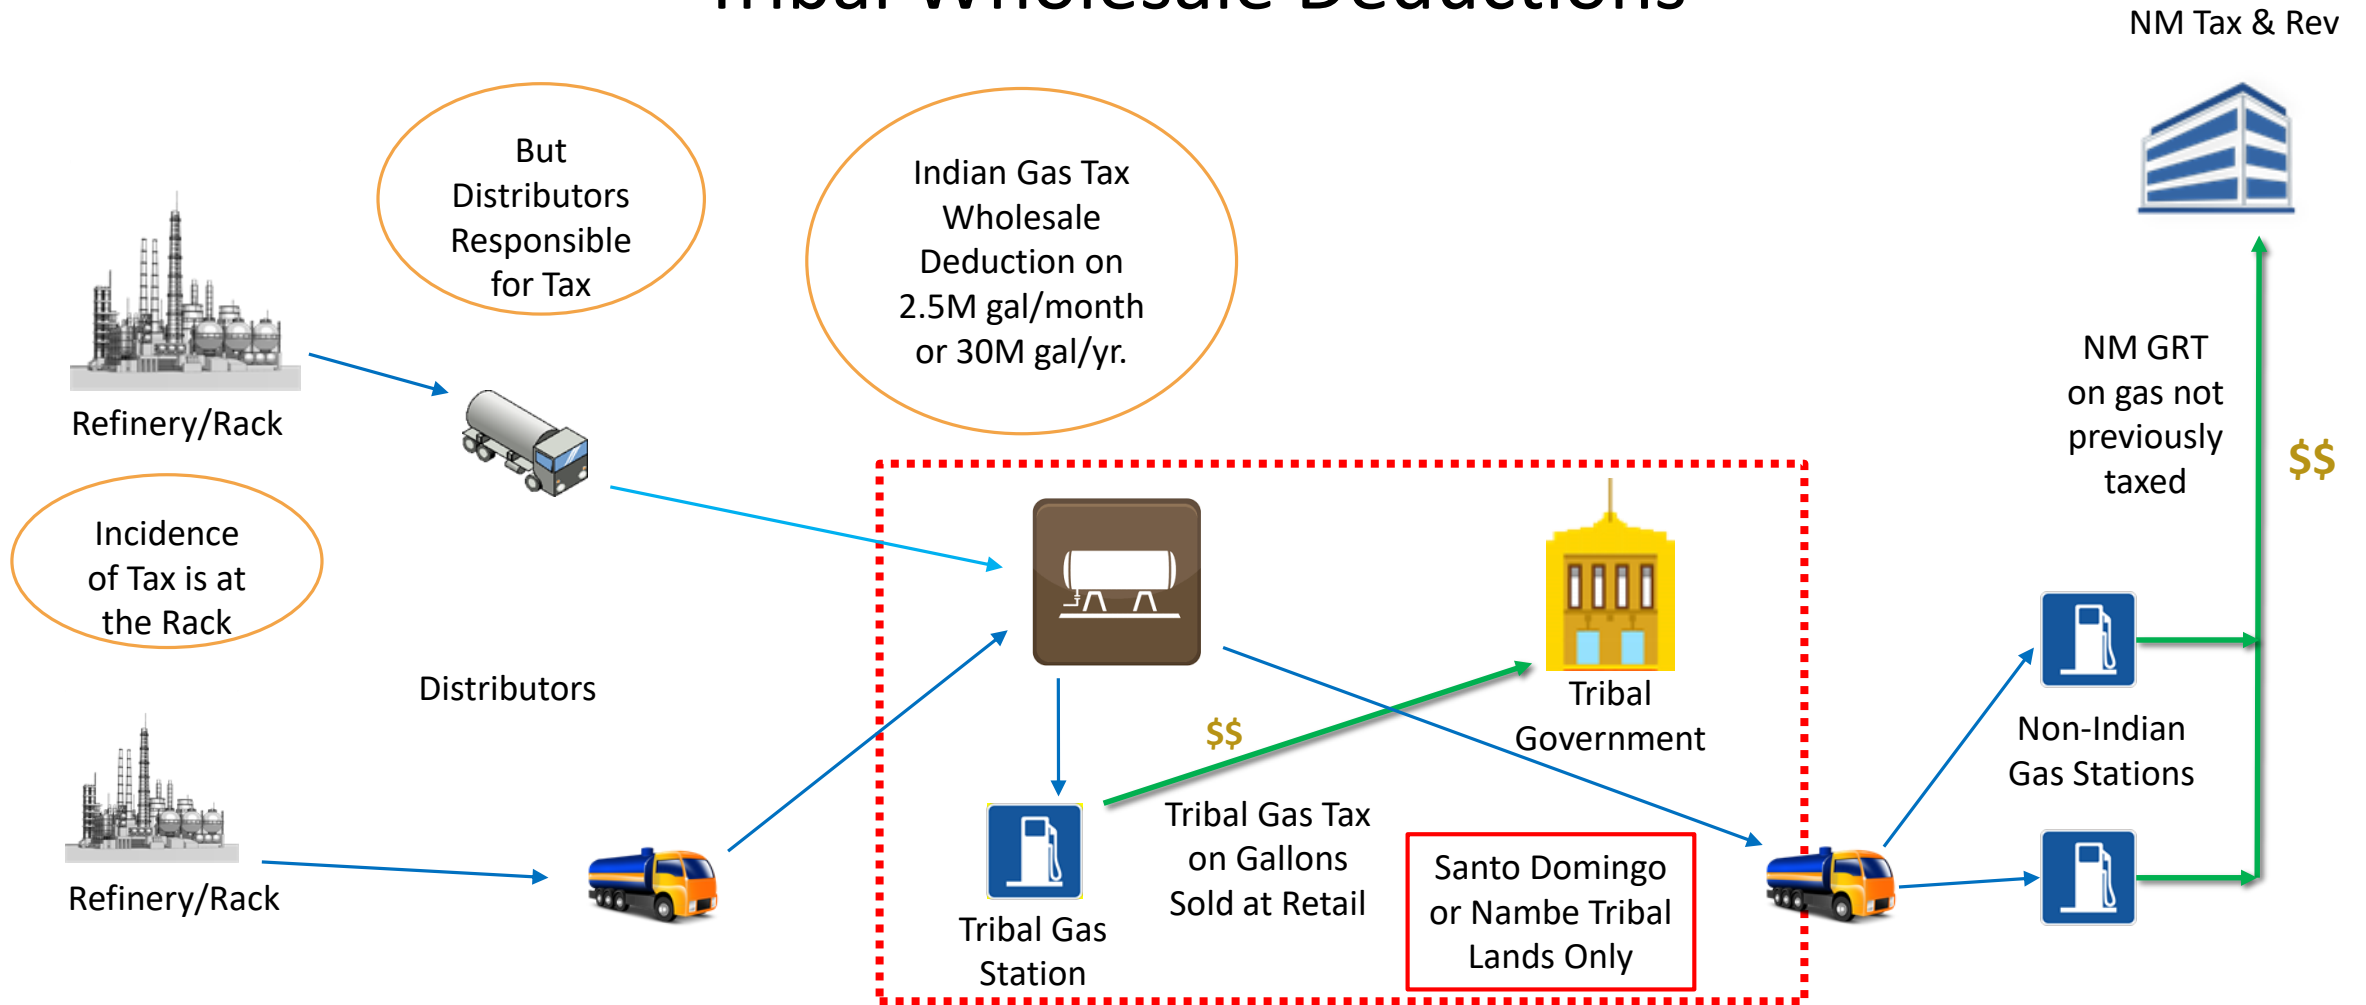 Tribal Wholesale Deductions
NM Tax & Rev
But
Distributors
Responsible
for Tax
Indian Gas Tax
Wholesale
Deduction on
2.5M gal/month
or 30M gal/yr.
Refinery/Rack
NM GRT
on gas not
previously
taxed
$$
Incidence
of Tax is at
the Rack
Distributors
Tribal
Government
$$
Non-Indian
Gas Stations
Tribal Gas Tax
on Gallons
Sold at Retail
Santo Domingo
or Nambe Tribal
Lands Only
Refinery/Rack
Tribal Gas
Station